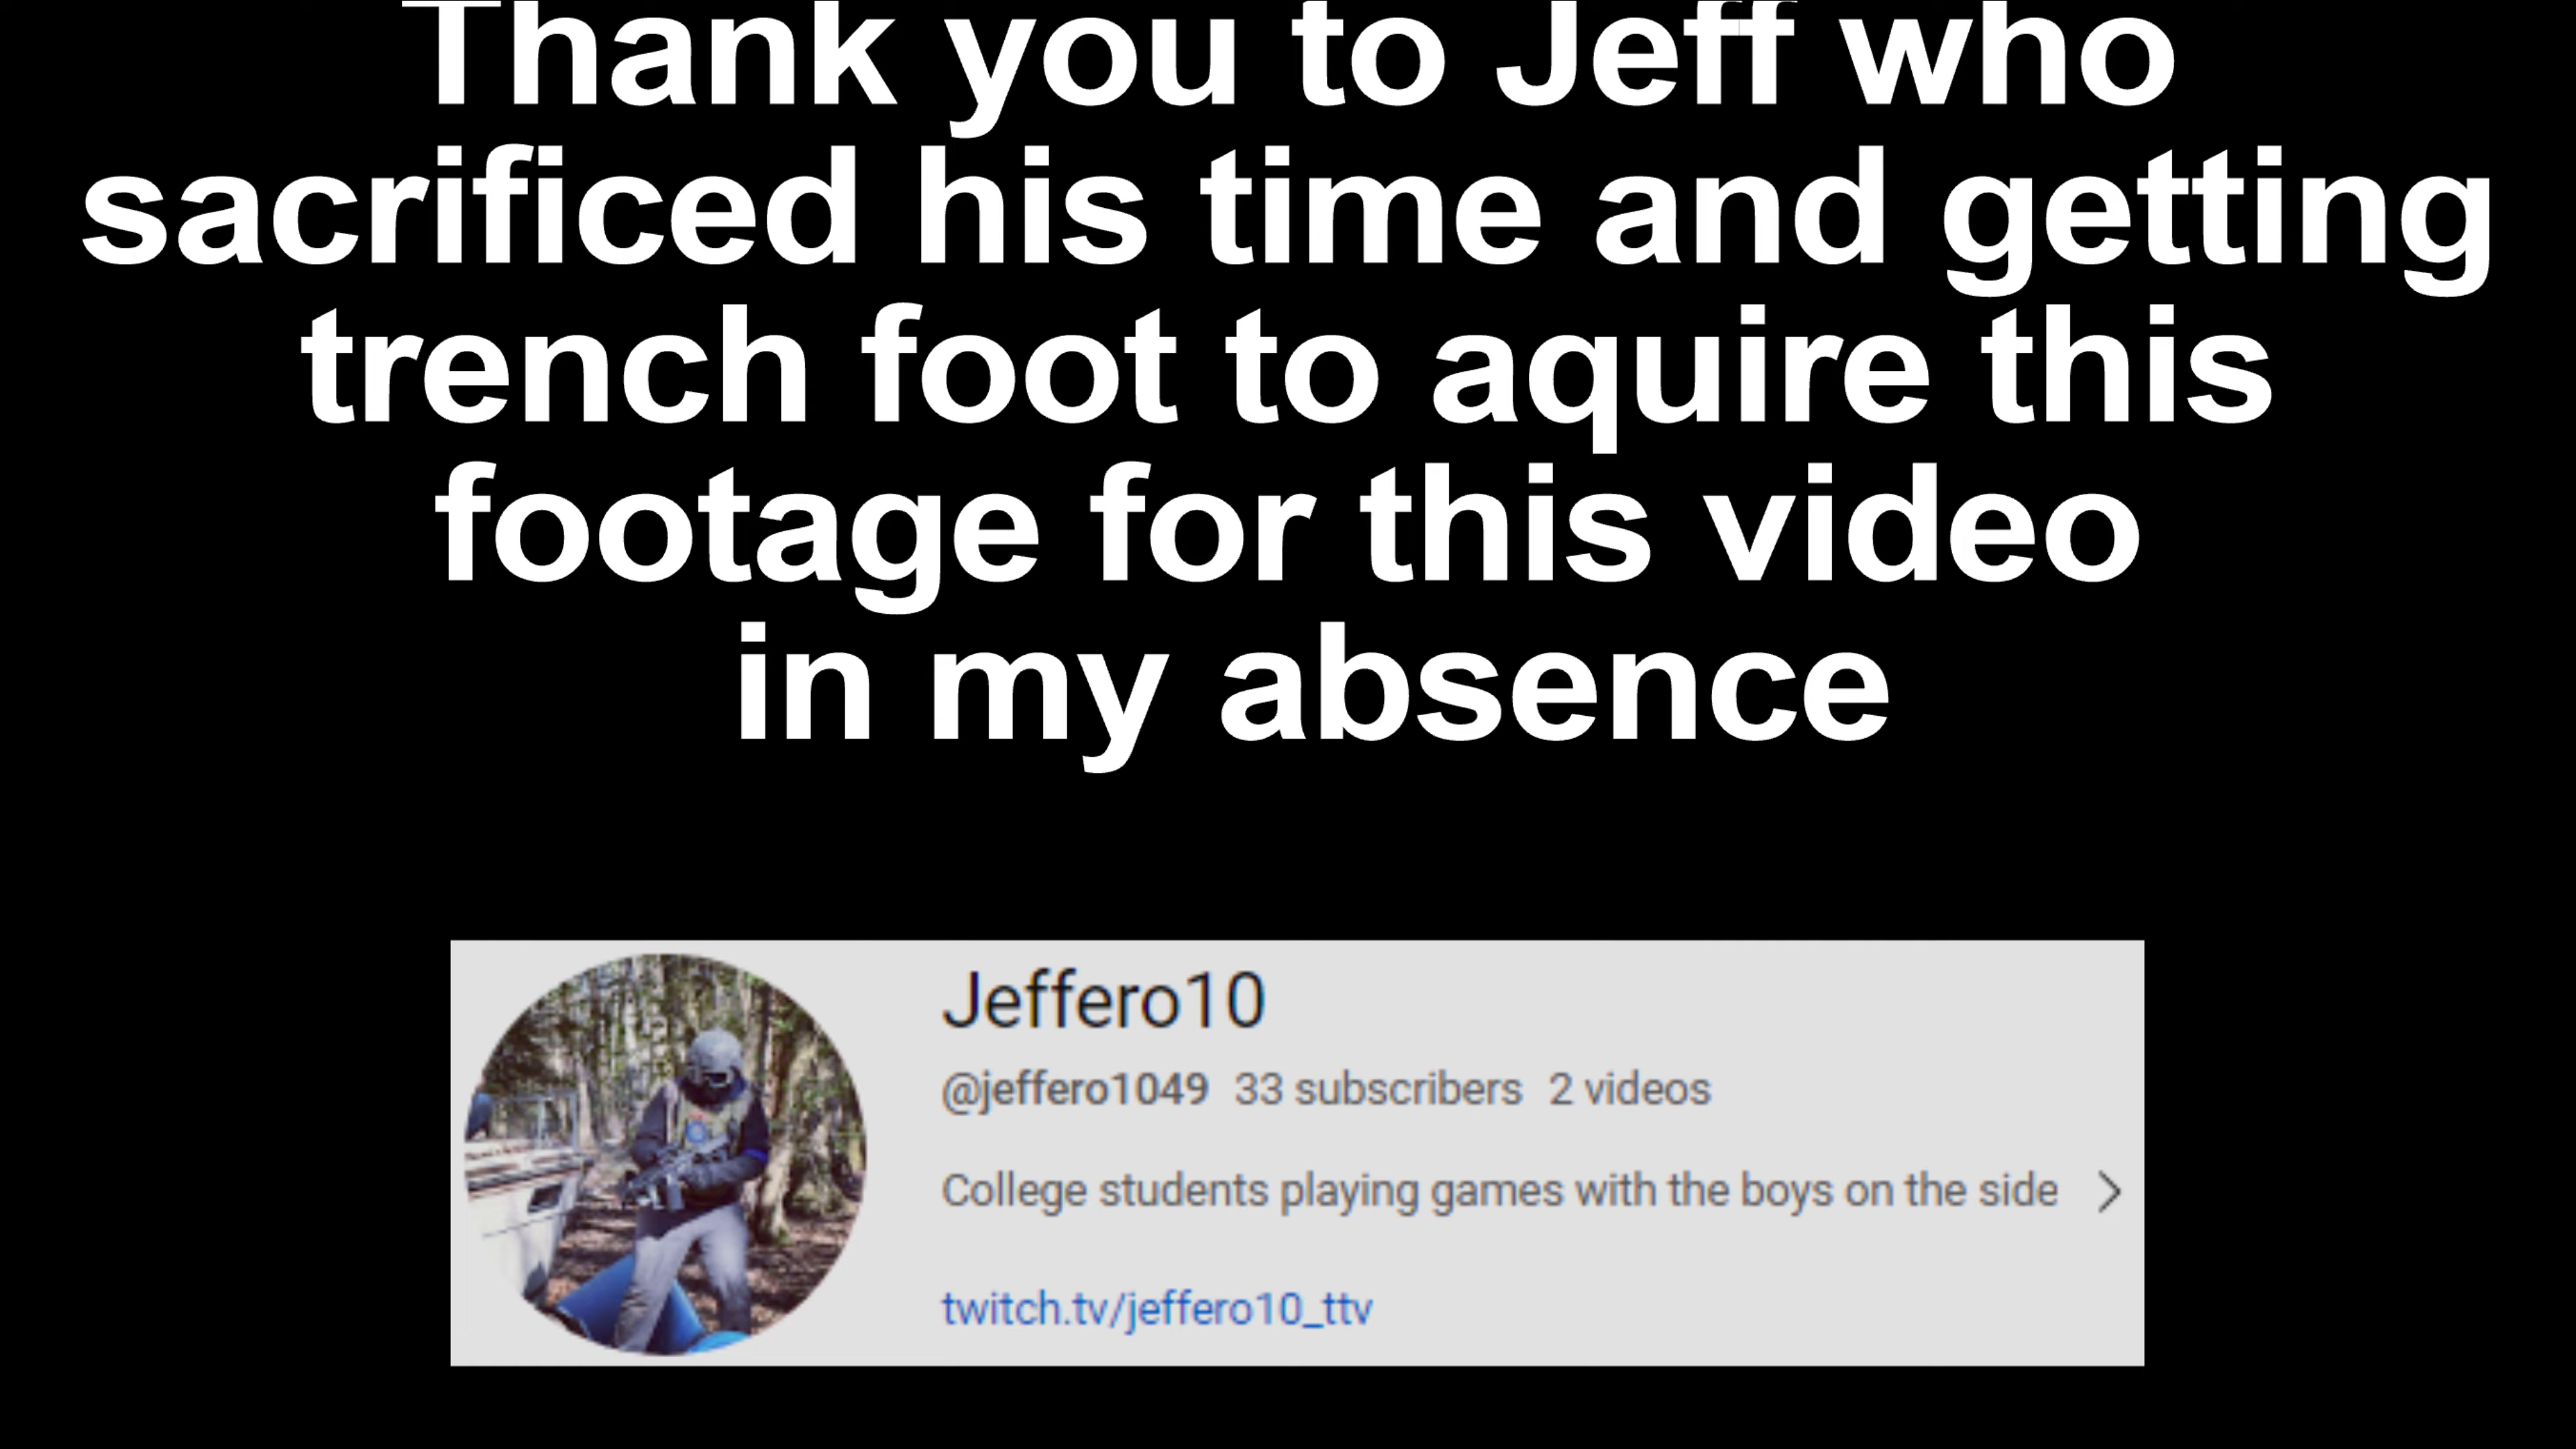 Thank you to Jeff who
sacrificed his time and getting
trench foot to aquire this
footage for this video
in my absence
Jeffero10
@jeffero1049 33 subscribers 2 videos
College students playing games with the boys on the side
twitch.tv/jeffero10_ttv